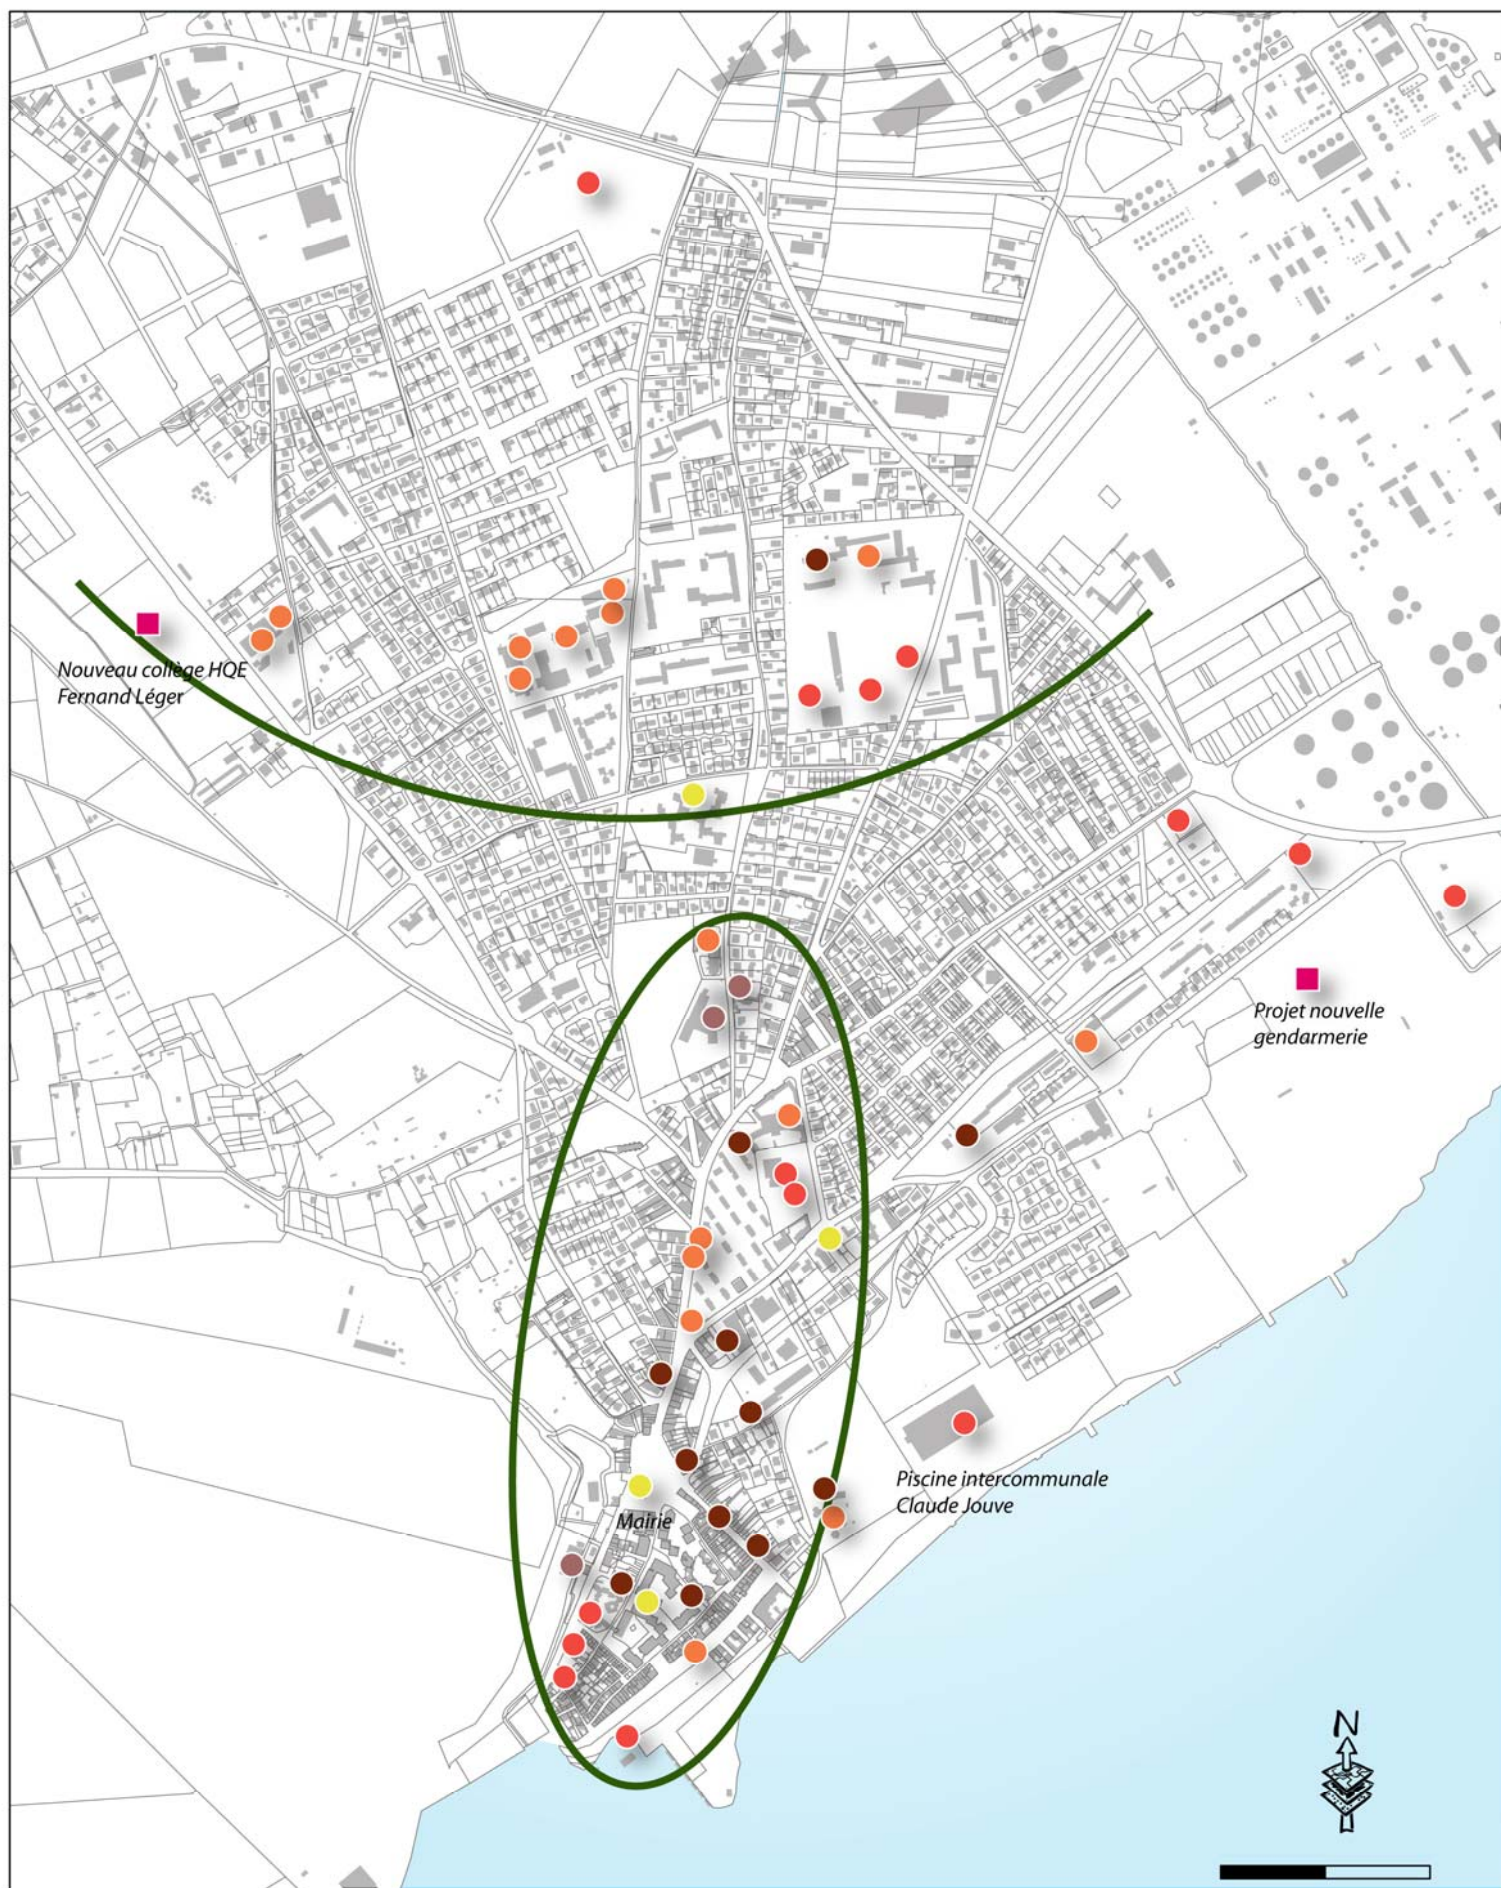 Nouveau collège HQE
Fernand Léger
Projet nouvelle
gendarmerie
Piscine intercommunale
Claude Jouve
Mairie
N